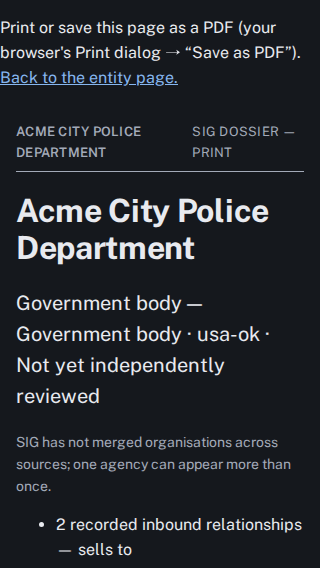 Print or save this page as a PDF (your
browser's Print dialog → “Save as PDF”).
Back to the entity page.
ACME CITY POLICE DEPARTMENT
SIG DOSSIER — PRINT
Acme City Police
Department
Government body —
Government body · usa-ok ·
Not yet independently
reviewed
SIG has not merged organisations across
sources; one agency can appear more than
once.
• 2 recorded inbound relationships
— sells to